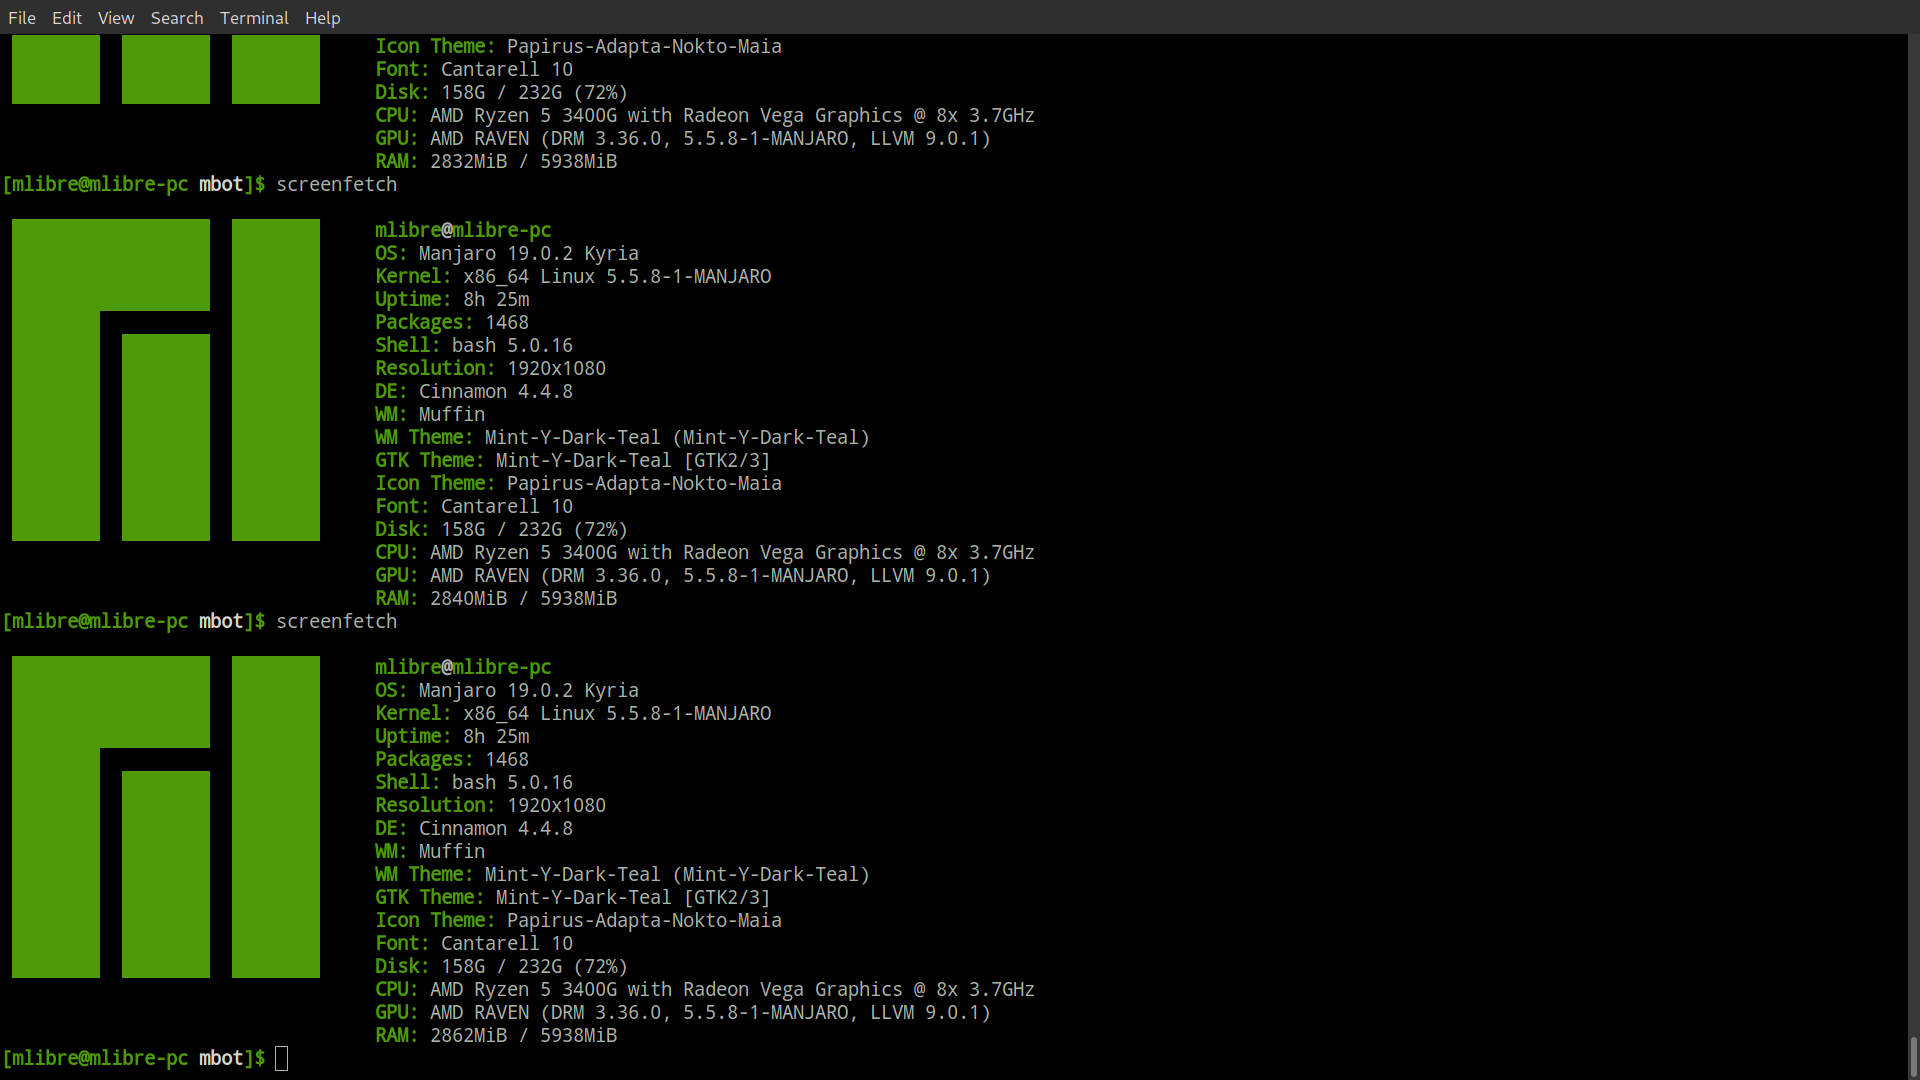 File Edit View Search Terminal Help
Icon Theme: Papirus-Adapta-Nokto-Maia
Font: Cantarell 10
Disk: 158G / 232G (72%)
CPU: AMD Ryzen 5 3400G with Radeon Vega Graphics @ 8x 3.7GHz
GPU: AMD RAVEN (DRM 3.36.0, 5.5.8-1-MANJARO, LLVM 9.0.1)
RAM: 2832MiB / 5938MiB
[mlibre@mlibre-pc mbot]$ screenfetch
mlibre@mlibre-pc
OS: Manjaro 19.0.2 Kyria
Kernel: x86_64 Linux 5.5.8-1-MANJARO
Uptime: 8h 25m
Packages: 1468
Shell: bash 5.0.16
Resolution: 1920x1080
DE: Cinnamon 4.4.8
WM: Muffin
WM Theme: Mint-Y-Dark-Teal (Mint-Y-Dark-Teal)
GTK Theme: Mint-Y-Dark-Teal [GTK2/3]
Icon Theme: Papirus-Adapta-Nokto-Maia
Font: Cantarell 10
Disk: 158G / 232G (72%)
CPU: AMD Ryzen 5 3400G with Radeon Vega Graphics @ 8x 3.7GHz
GPU: AMD RAVEN (DRM 3.36.0, 5.5.8-1-MANJARO, LLVM 9.0.1)
RAM: 2840MiB / 5938MiB
[mlibre@mlibre-pc mbot]$ screenfetch
mlibre@mlibre-pc
OS: Manjaro 19.0.2 Kyria
Kernel: x86_64 Linux 5.5.8-1-MANJARO
Uptime: 8h 25m
Packages: 1468
Shell: bash 5.0.16
Resolution: 1920x1080
DE: Cinnamon 4.4.8
WM: Muffin
WM Theme: Mint-Y-Dark-Teal (Mint-Y-Dark-Teal)
GTK Theme: Mint-Y-Dark-Teal [GTK2/3]
Icon Theme: Papirus-Adapta-Nokto-Maia
Font: Cantarell 10
Disk: 158G / 232G (72%)
CPU: AMD Ryzen 5 3400G with Radeon Vega Graphics @ 8x 3.7GHz
GPU: AMD RAVEN (DRM 3.36.0, 5.5.8-1-MANJARO, LLVM 9.0.1)
RAM: 2862MiB / 5938MiB
[mlibre@mlibre-pc mbot]$